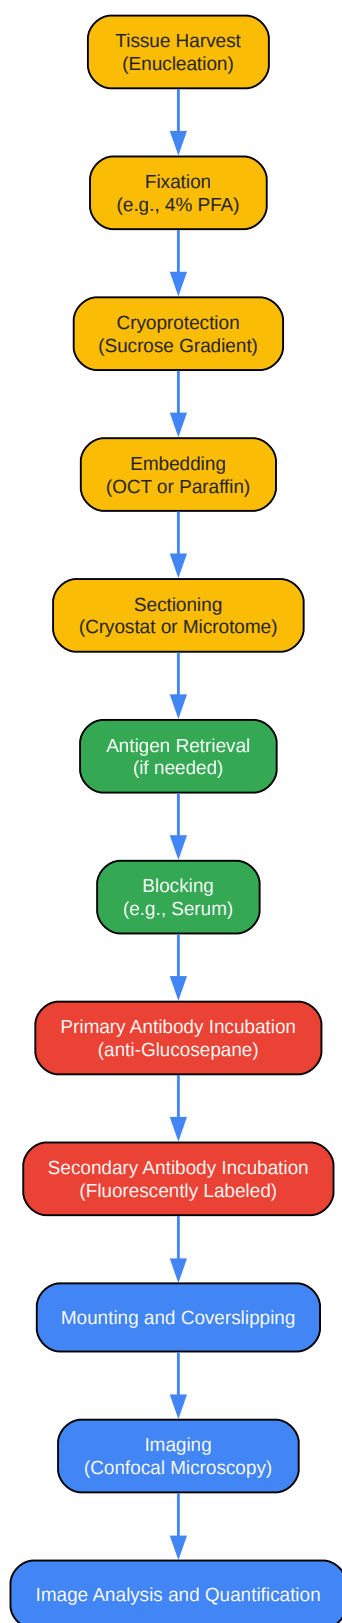 Tissue Harvest
(Enucleation)
Fixation
(e.g., 4% PFA)
Cryoprotection
(Sucrose Gradient)
Embedding
(OCT or Paraffin)
Sectioning
(Cryostat or Microtome)
Antigen Retrieval
(if needed)
Blocking
(e.g., Serum)
Primary Antibody Incubation
(anti-Glucosepane)
Secondary Antibody Incubation
(Fluorescently Labeled)
Mounting and Coverslipping
Imaging
(Confocal Microscopy)
Image Analysis and Quantification